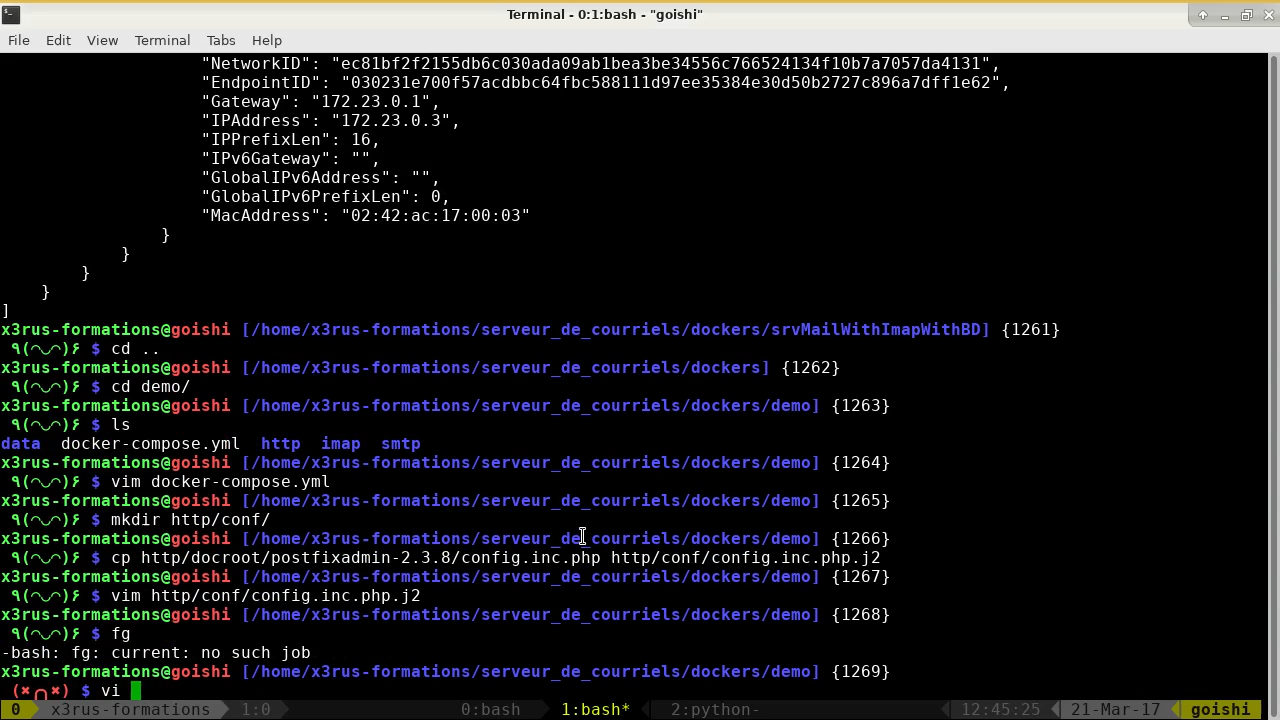 Terminal - 0:1:bash - "goishi"
File Edit View Terminal Tabs Help
"NetworkID": "ec81bf2f2155db6c030ada09ab1bea3be34556c766524134f10b7a7057da4131",
"EndpointID": "030231e700f57acdbbc64fbc588111d97ee35384e30d50b2727c896a7dff1e62",
"Gateway": "172.23.0.1",
"IPAddress": "172.23.0.3",
"IPPrefixLen": 16,
"IPv6Gateway": "",
"GlobalIPv6Address": "",
"GlobalIPv6PrefixLen": 0,
"MacAddress": "02:42:ac:17:00:03"
}
}
}
}
]
x3rus-formations@goishi [/home/x3rus-formations/serveur_de_courriels/dockers/srvMailWithImapWithBD] {1261}
٩(◠◡◠)۶ $ cd ..
x3rus-formations@goishi [/home/x3rus-formations/serveur_de_courriels/dockers] {1262}
٩(◠◡◠)۶ $ cd demo/
x3rus-formations@goishi [/home/x3rus-formations/serveur_de_courriels/dockers/demo] {1263}
٩(◠◡◠)۶ $ ls
data docker-compose.yml http imap smtp
x3rus-formations@goishi [/home/x3rus-formations/serveur_de_courriels/dockers/demo] {1264}
٩(◠◡◠)۶ $ vim docker-compose.yml
x3rus-formations@goishi [/home/x3rus-formations/serveur_de_courriels/dockers/demo] {1265}
٩(◠◡◠)۶ $ mkdir http/conf/
x3rus-formations@goishi [/home/x3rus-formations/serveur_de_courriels/dockers/demo] {1266}
٩(◠◡◠)۶ $ cp http/docroot/postfixadmin-2.3.8/config.inc.php http/conf/config.inc.php.j2
x3rus-formations@goishi [/home/x3rus-formations/serveur_de_courriels/dockers/demo] {1267}
٩(◠◡◠)۶ $ vim http/conf/config.inc.php.j2
x3rus-formations@goishi [/home/x3rus-formations/serveur_de_courriels/dockers/demo] {1268}
٩(◠◡◠)۶ $ fg
-bash: fg: current: no such job
x3rus-formations@goishi [/home/x3rus-formations/serveur_de_courriels/dockers/demo] {1269}
(✖╭╮✖) $ vi
0 x3rus-formations 1:0 0:bash 1:bash* 2:python- 12:45:25 21-Mar-17 goishi